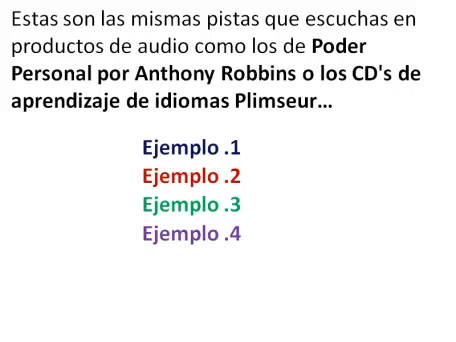 Estas son las mismas pistas que escuchas en
productos de audio como los de Poder
Personal por Anthony Robbins o los CD's de
aprendizaje de idiomas Plimseur...
Ejemplo .1
Ejemplo .2
Ejemplo .3
Ejemplo .4